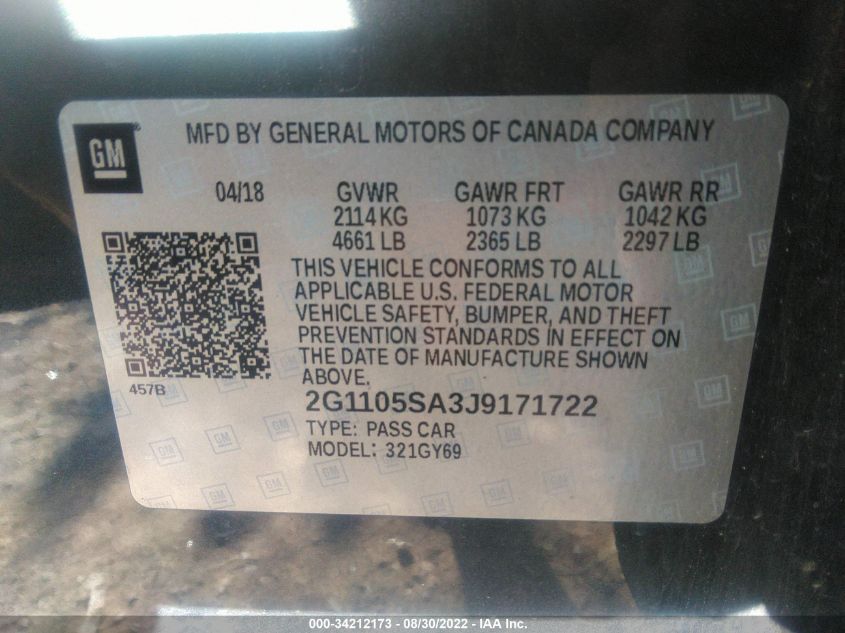 GM
MFD BY GENERAL MOTORS OF CANADA COMPANY
04/18 GVWR GAWR FRT GAWR RR
2114 KG 1073 KG 1042 KG
4661 LB 2365 LB 2297 LB
THIS VEHICLE CONFORMS TO ALL
APPLICABLE U.S. FEDERAL MOTOR
VEHICLE SAFETY, BUMPER, AND THEFT
PREVENTION STANDARDS IN EFFECT ON
THE DATE OF MANUFACTURE SHOWN
ABOVE.
457B
2G1105SA3J9171722
TYPE: PASS CAR
MODEL: 321GY69
000-34212173 - 08/30/2022 - IAA Inc.